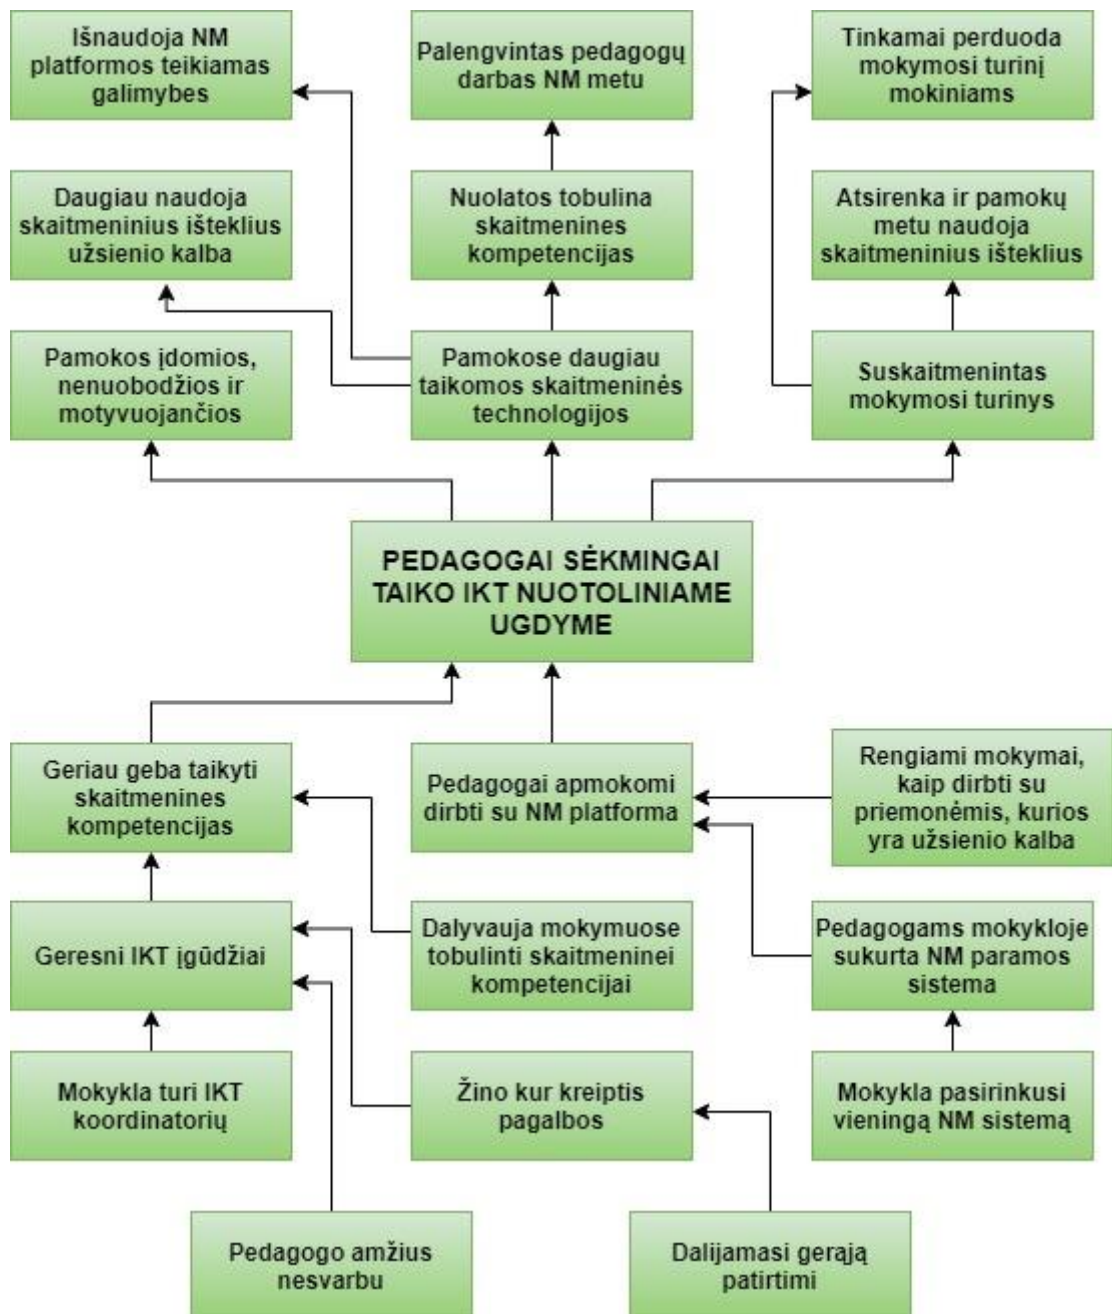 Išnaudoja NM
platformos teikiamas
galimybes
Palengvintas pedagogų
darbas NM metu
Tinkamai perduoda
mokymosi turinį
mokiniams
Daugiau naudoja
skaitmeninius išteklius
užsienio kalba
Nuolatos tobulina
skaitmenines
kompetencijas
Atsirenka ir pamokų
metu naudoja
skaitmeninius išteklius
Pamokos įdomios,
nenuobodžios ir
motyvuojančios
Pamokose daugiau
taikomos skaitmeninės
technologijos
Suskaitmenintas
mokymosi turinys
PEDAGOGAI SĖKMINGAI
TAIKO IKT NUOTOLINIAME
UGDYME
Geriau geba taikyti
skaitmenines
kompetencijas
Pedagogai apmokomi
dirbti su NM platforma
Rengiami mokymai,
kaip dirbti su
priemonėmis, kurios
yra užsienio kalba
Geresni IKT įgūdžiai
Dalyvauja mokymuose
tobulinti skaitmeninei
kompetencijai
Pedagogams mokykloje
sukurta NM paramos
sistema
Mokykla turi IKT
koordinatorių
Žino kur kreiptis
pagalbos
Mokykla pasirinkusi
vieningą NM sistemą
Pedagogo amžius
nesvarbu
Dalijamasi gerąją
patirtimi